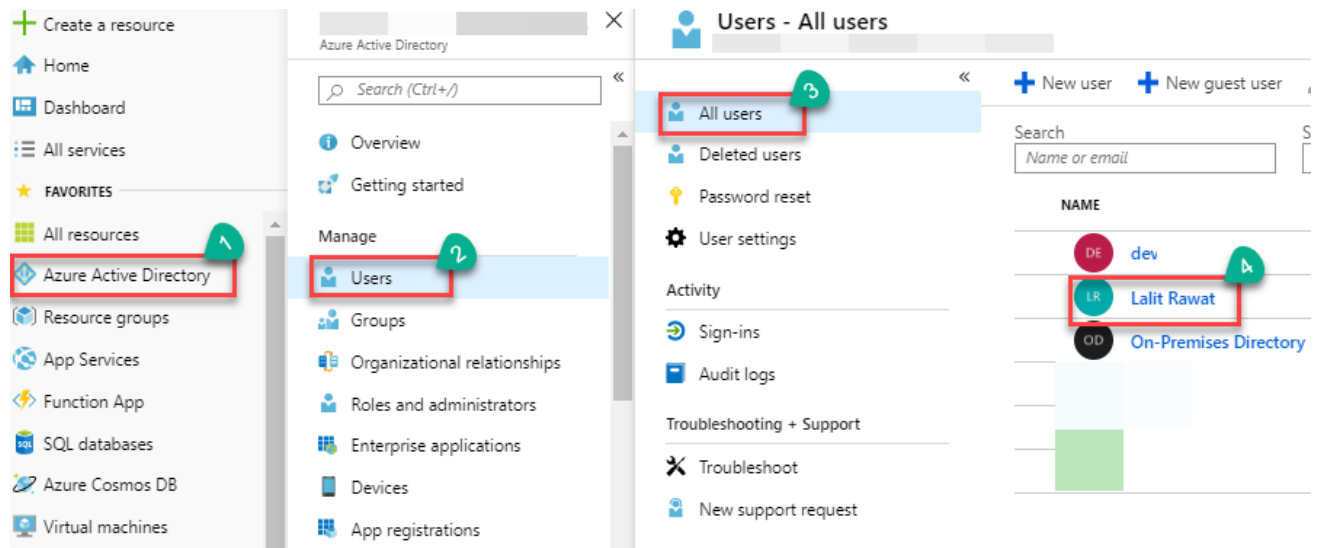 Create a resource
Home
Dashboard
All services
FAVORITES
All resources
1
Azure Active Directory
Resource groups
App Services
Function App
SQL databases
Azure Cosmos DB
Virtual machines
Azure Active Directory
Search (Ctrl+/)
Overview
Getting started
Manage
2
Users
Groups
Organizational relationships
Roles and administrators
Enterprise applications
Devices
App registrations
Users - All users
3
All users
Deleted users
Password reset
User settings
Activity
Sign-ins
Audit logs
Troubleshooting + Support
Troubleshoot
New support request
New user New guest user
Search S
Name or email
NAME
DE dev
4
LR Lalit Rawat
OD On-Premises Directory